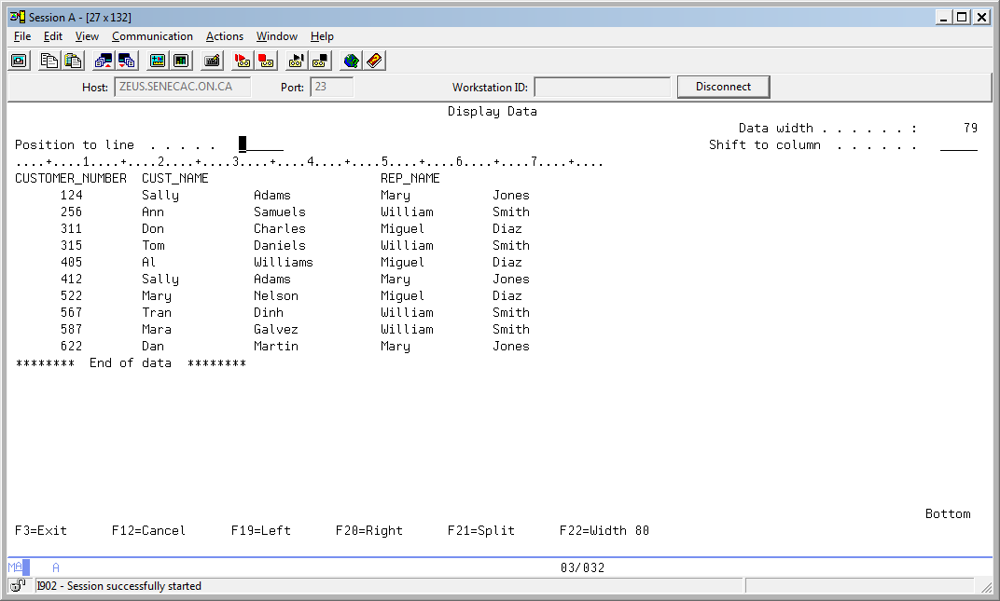 Session A - [27 x 132]
File Edit View Communication Actions Window Help
Host: ZEUS.SENECAC.ON.CA Port: 23 Workstation ID: Disconnect
Display Data
Data width . . . . . . . : 79
Position to line . . . . . Shift to column . . . . . .
....+....1....+....2....+....3....+....4....+....5....+....6....+....7....+....
CUSTOMER_NUMBER CUST_NAME REP_NAME
124 Sally Adams Mary Jones
256 Ann Samuels William Smith
311 Don Charles Miguel Diaz
315 Tom Daniels William Smith
405 Al Williams Miguel Diaz
412 Sally Adams Mary Jones
522 Mary Nelson Miguel Diaz
567 Tran Dinh William Smith
587 Mara Galvez William Smith
622 Dan Martin Mary Jones
******** End of data ********
Bottom
F3=Exit F12=Cancel F19=Left F20=Right F21=Split F22=Width 80
MA A 03/032
I902 - Session successfully started